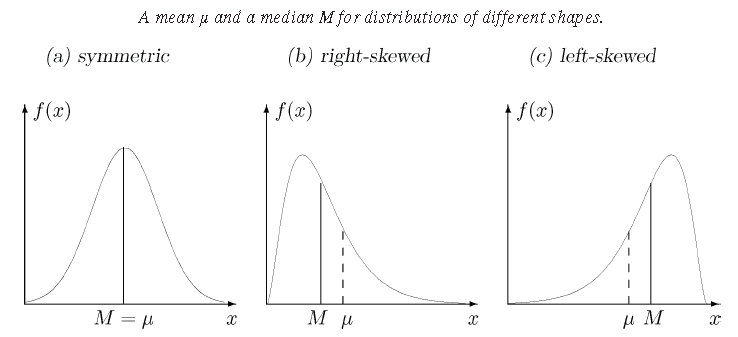 A mean μ and a median M for distributions of different shapes.
(a) symmetric (b) right-skewed (c) left-skewed
f(x) f(x) f(x)
M = μ x M μ x μ M x